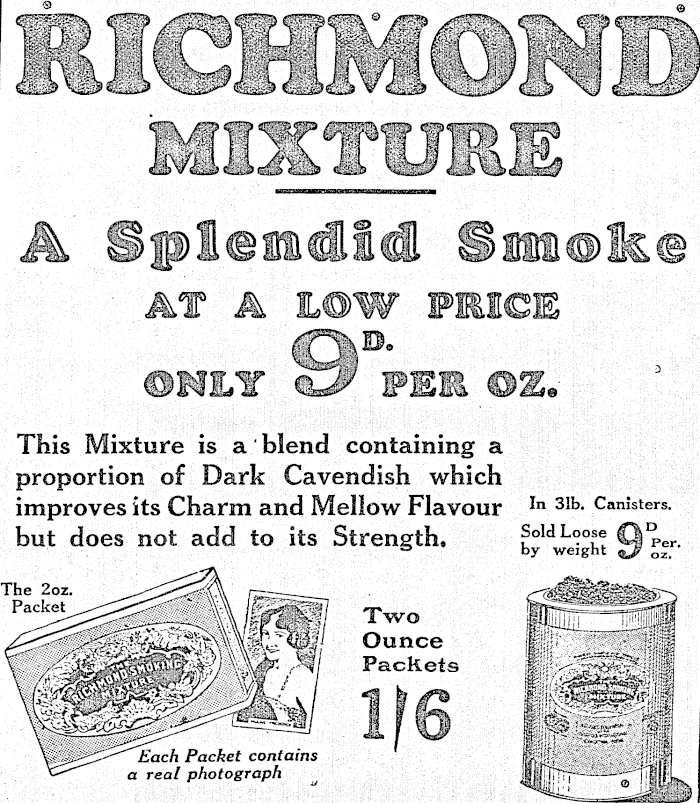 RICHMOND
MIXTURE
A Splendid Smoke
AT A LOW PRICE
ONLY 9D. PER OZ.
This Mixture is a blend containing a
proportion of Dark Cavendish which
improves its Charm and Mellow Flavour
but does not add to its Strength.
In 3lb. Canisters.
Sold Loose
by weight 9D Per. oz.
The 2oz.
Packet
RICHMOND SMOKING
MIXTURE
Each Packet contains
a real photograph
Two
Ounce
Packets
1/6
RICHMOND SMOKING
MIXTURE